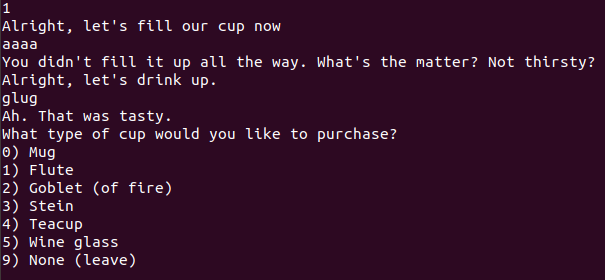 1
Alright, let's fill our cup now
aaaa
You didn't fill it up all the way. What's the matter? Not thirsty?
Alright, let's drink up.
glug
Ah. That was tasty.
What type of cup would you like to purchase?
0) Mug
1) Flute
2) Goblet (of fire)
3) Stein
4) Teacup
5) Wine glass
9) None (leave)